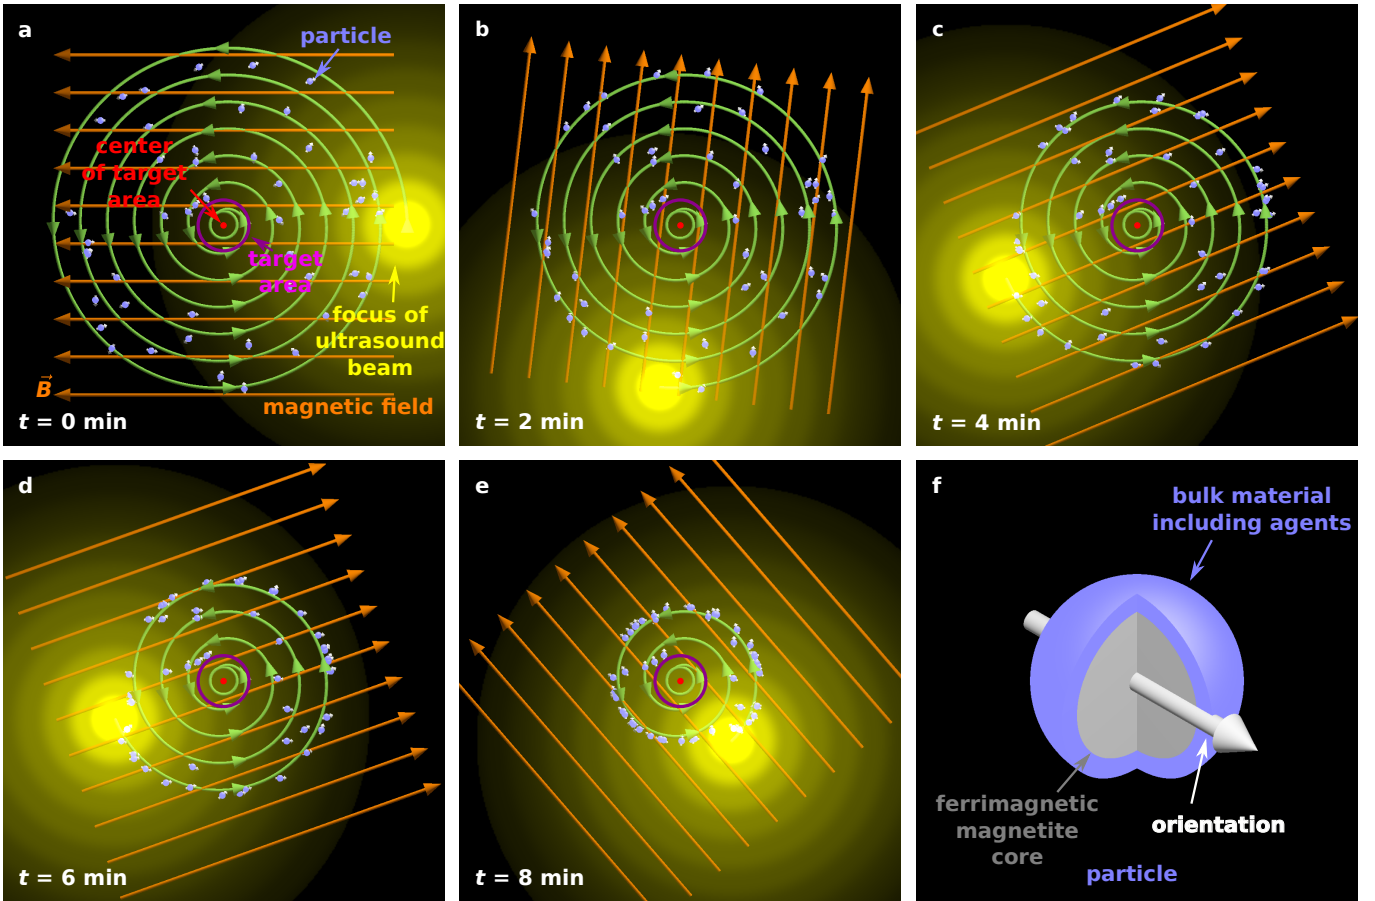 a
particle
center
of target
area
target
area
focus of
ultrasound
beam
B⃗
magnetic field
t = 0 min
b
t = 2 min
c
t = 4 min
d
t = 6 min
e
t = 8 min
f
bulk material
including agents
ferrimagnetic
magnetite
core
orientation
particle